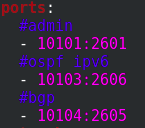 ports:
#admin
- 10101:2601
#ospf ipv6
- 10103:2606
#bgp
- 10104:2605